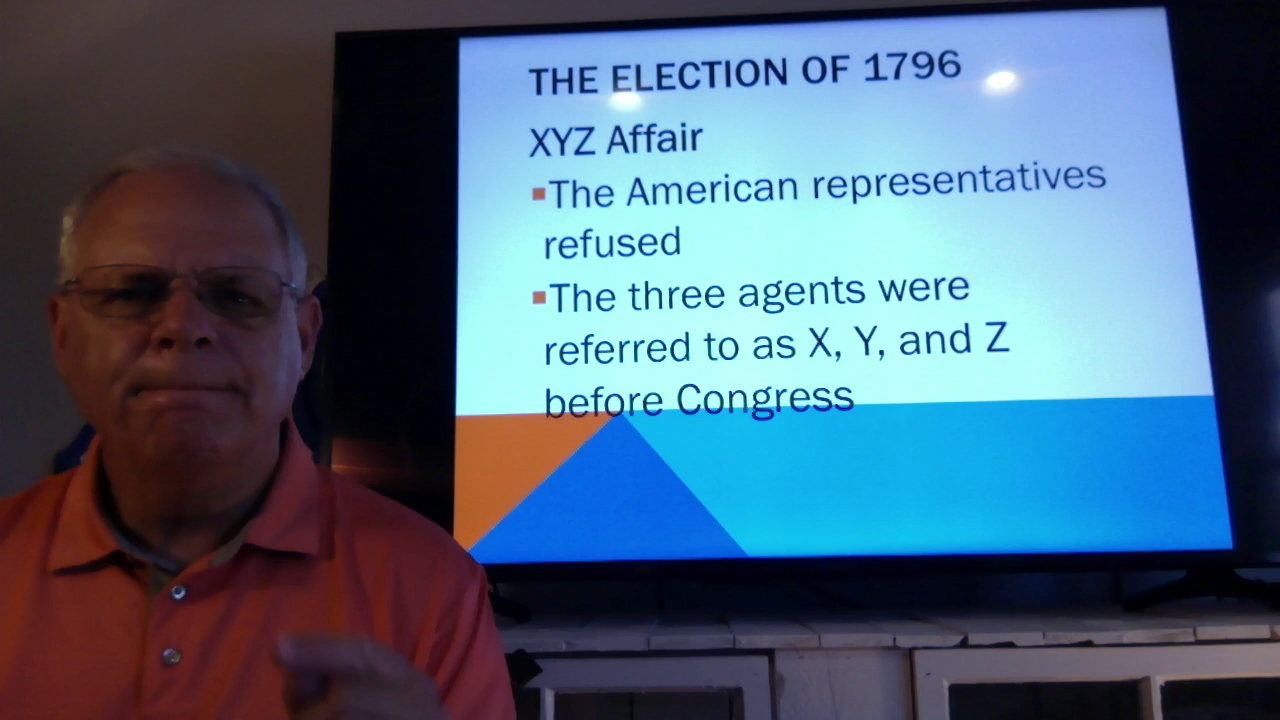 THE ELECTION OF 1796
XYZ Affair
▪The American representatives
refused
▪The three agents were
referred to as X, Y, and Z
before Congress